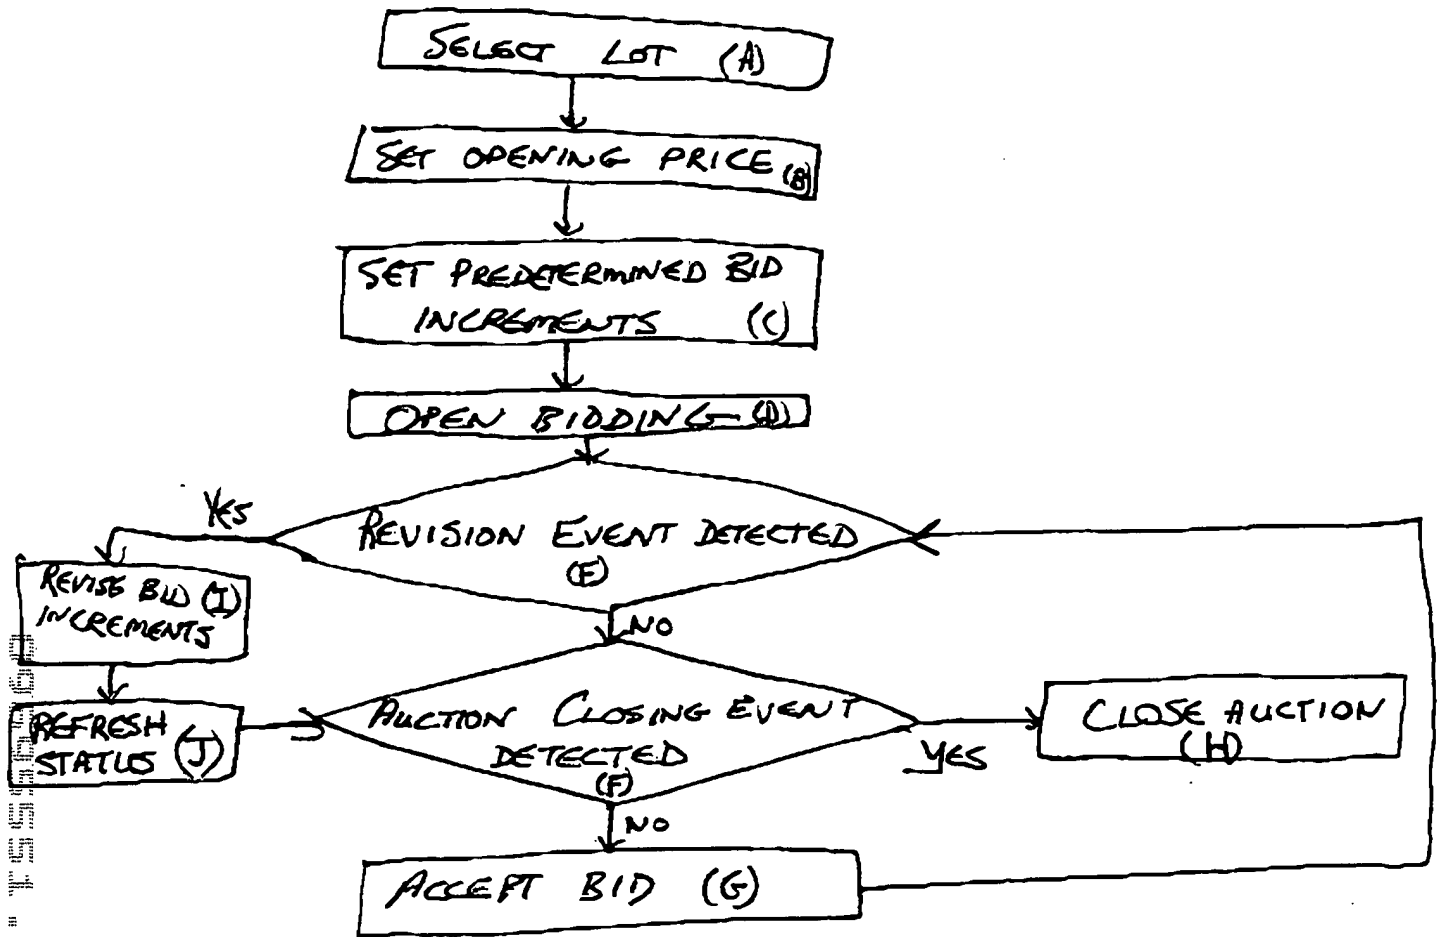 SELECT LOT (A)
SET OPENING PRICE (B)
SET PREDETERMINED BID
INCREMENTS (C)
OPEN BIDDING (D)
YES
REVISION EVENT DETECTED
(E)
REVISE BID (I)
INCREMENTS
NO
REFRESH
STATUS (J)
AUCTION CLOSING EVENT
DETECTED
(F)
YES
CLOSE AUCTION
(H)
NO
ACCEPT BID (G)